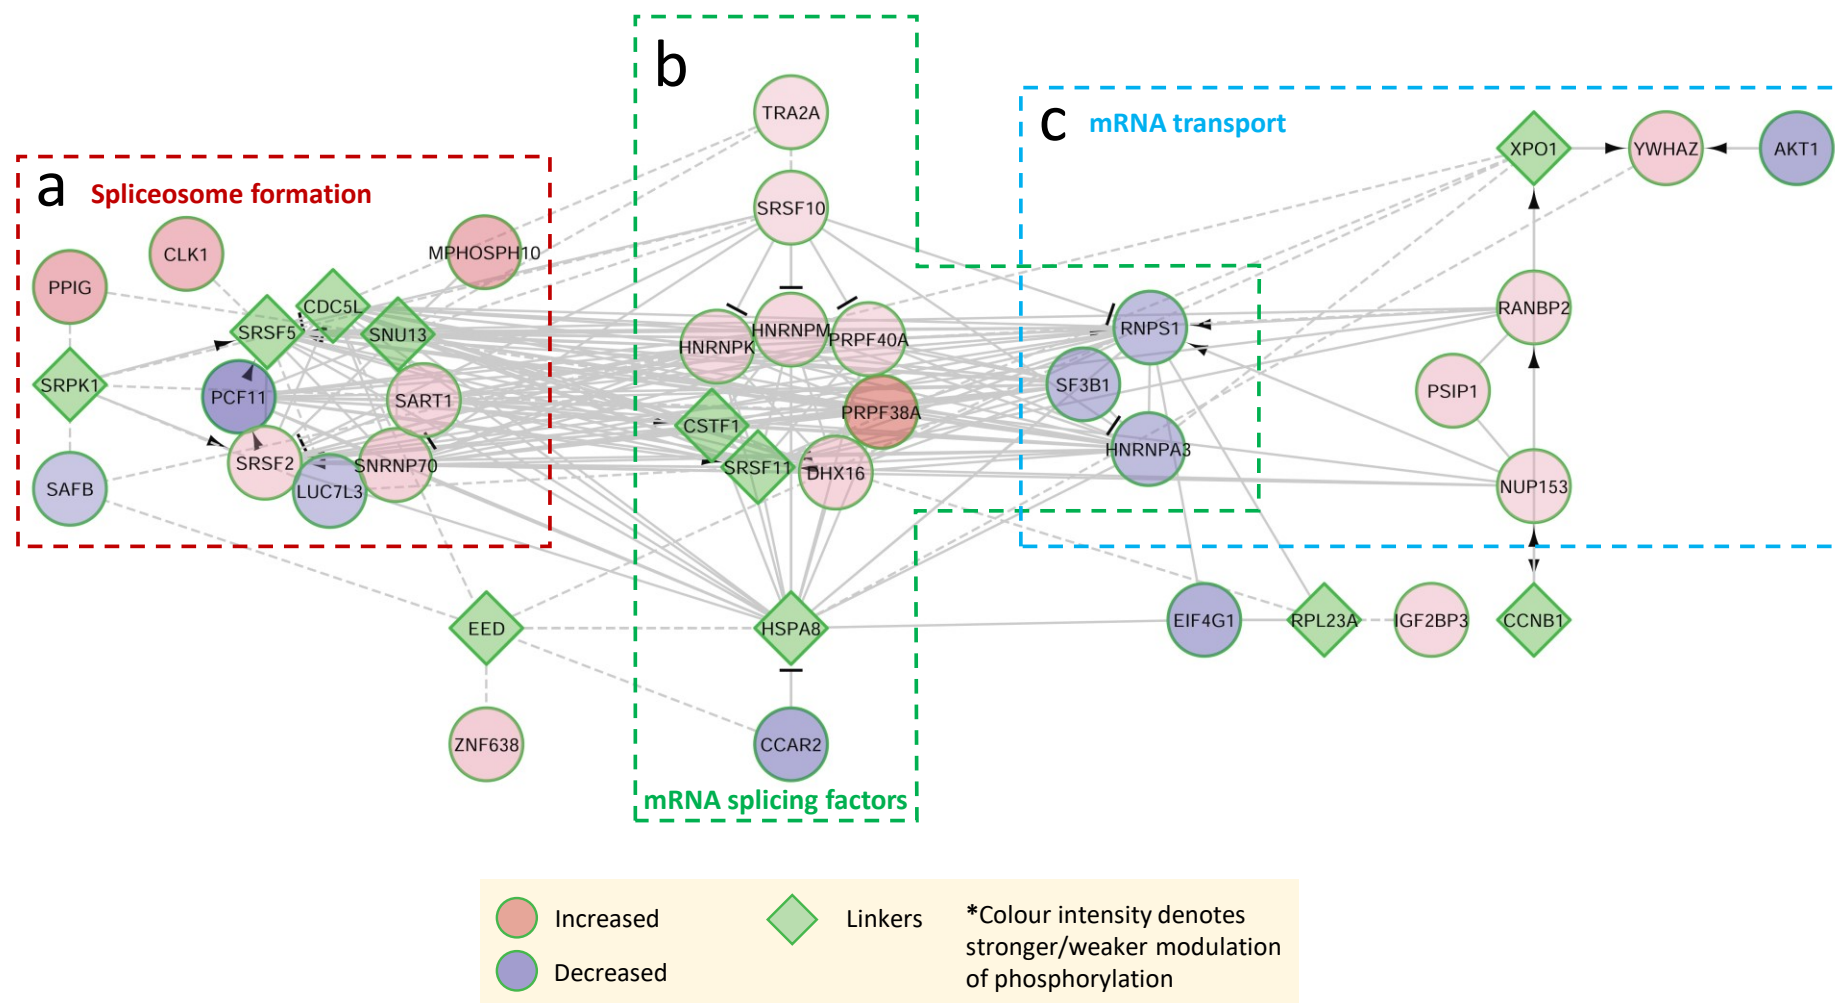 b
TRA2A
c mRNA transport
XPO1
YWHAZ
AKT1
a Spliceosome formation
SRSF10
CLK1
MPHOSPH10
PPIG
CDC5L
SRSF5
SNU13
HNRNPM
HNRNPK
PRPF40A
RNPS1
RANBP2
SRPK1
PCF11
SART1
SF3B1
PSIP1
PRPF38A
CSTF1
HNRNPA3
SRSF2
SNRNP70
SRSF11
DHX16
SAFB
LUC7L3
NUP153
EED
HSPA8
EIF4G1
RPL23A
IGF2BP3
CCNB1
ZNF638
CCAR2
mRNA splicing factors
Increased
Decreased
Linkers
*Colour intensity denotes
stronger/weaker modulation
of phosphorylation